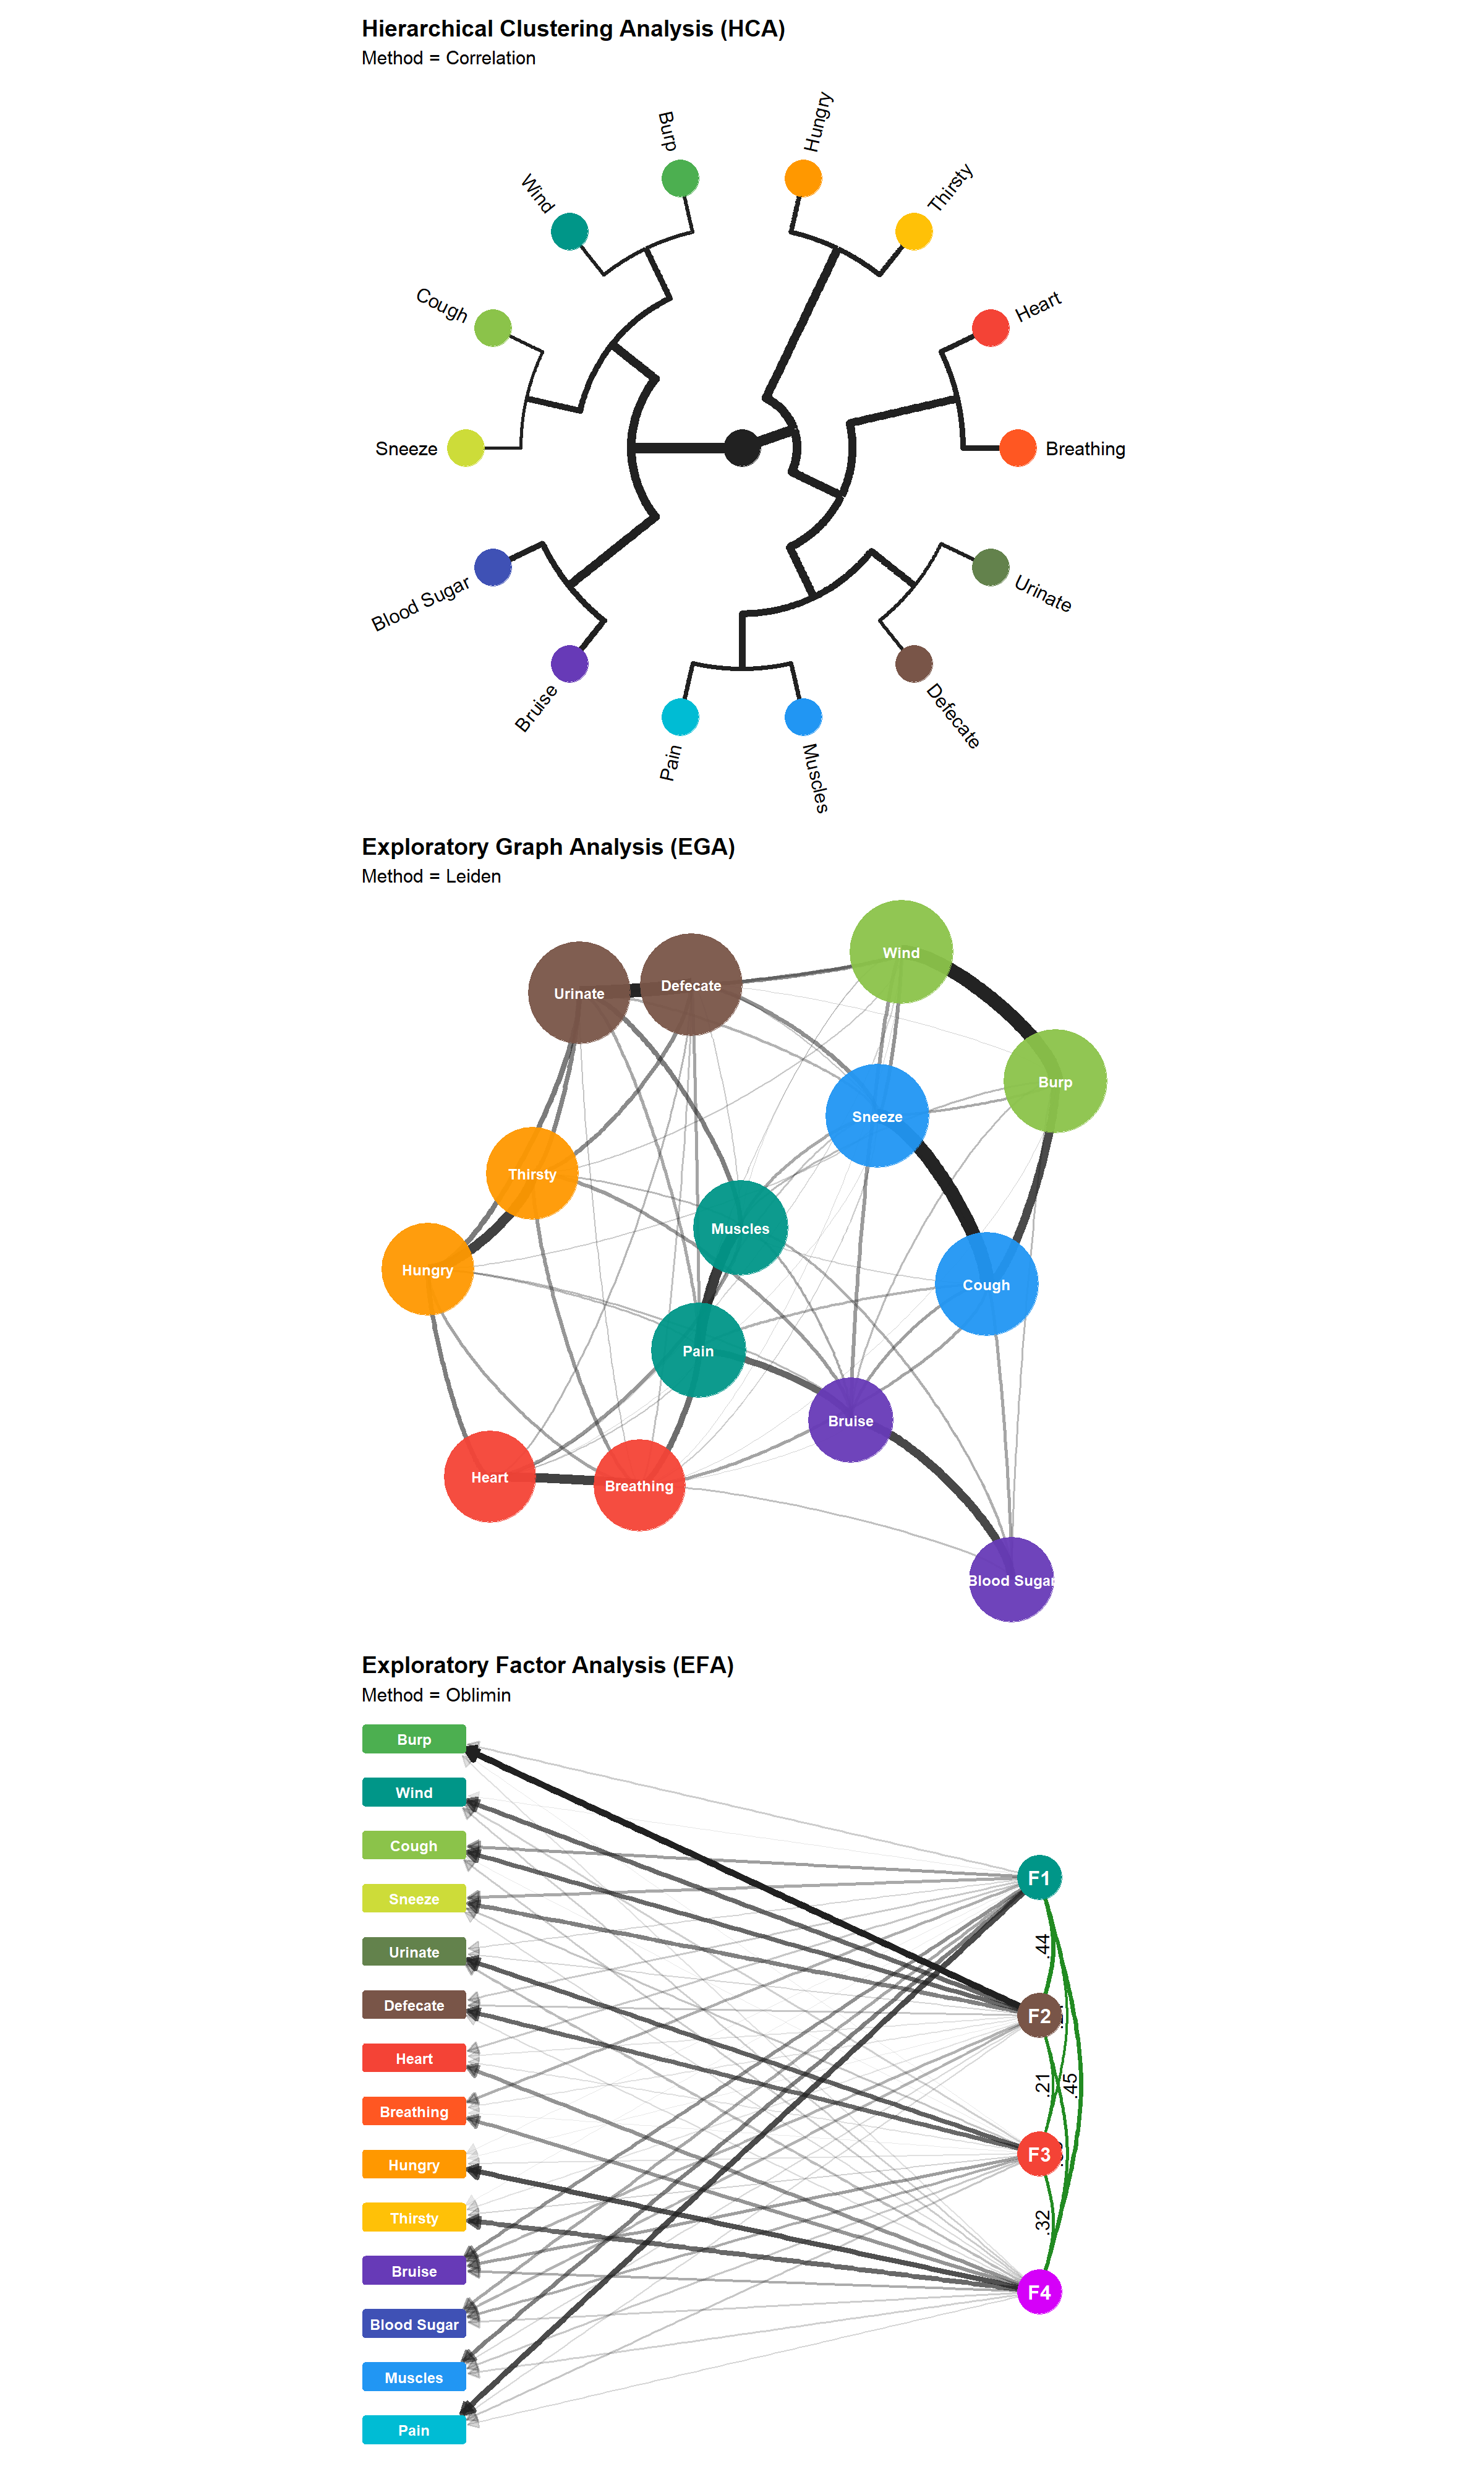 Hierarchical Clustering Analysis (HCA)
Method = Correlation
Burp
Hungry
Wind
Thirsty
Cough
Heart
Sneeze
Breathing
Blood Sugar
Urinate
Bruise
Defecate
Pain
Muscles
Exploratory Graph Analysis (EGA)
Method = Leiden
Wind
Urinate
Defecate
Burp
Sneeze
Thirsty
Muscles
Hungry
Cough
Pain
Bruise
Heart
Breathing
Blood Sugar
Exploratory Factor Analysis (EFA)
Method = Oblimin
Burp
Wind
Cough
F1
Sneeze
.44
Urinate
Defecate
F2
Heart
.21
.45
Breathing
F3
Hungry
Thirsty
.32
Bruise
F4
Blood Sugar
Muscles
Pain